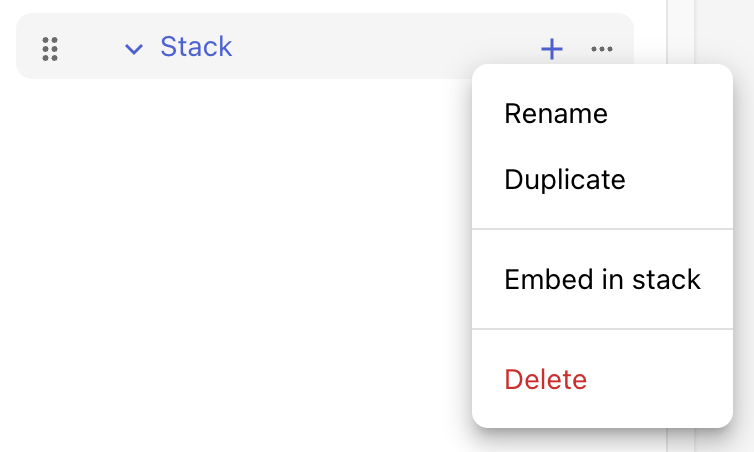 Stack
Rename
Duplicate
Embed in stack
Delete